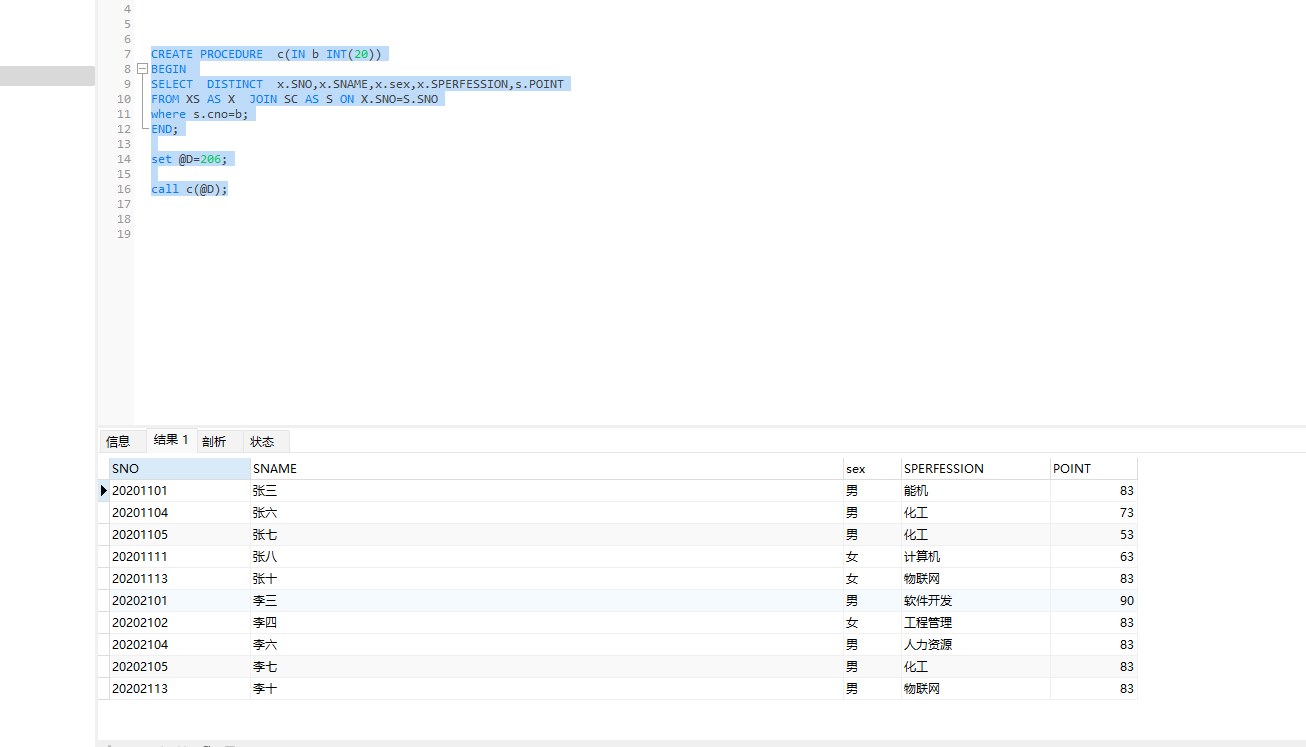 4
5
6
7 CREATE PROCEDURE  c(IN b INT(20))
8 BEGIN
9 SELECT  DISTINCT  x.SNO,x.SNAME,x.sex,x.SPERFESSION,s.POINT
10 FROM XS AS X  JOIN SC AS S ON X.SNO=S.SNO
11 where s.cno=b;
12 END;
13
14 set @D=206;
15
16 call c(@D);
17
18
19
信息 结果 1 剖析 状态
SNO SNAME sex SPERFESSION POINT
20201101 张三 男 能机 83
20201104 张六 男 化工 73
20201105 张七 男 化工 53
20201111 张八 女 计算机 63
20201113 张十 女 物联网 83
20202101 李三 男 软件开发 90
20202102 李四 女 工程管理 83
20202104 李六 男 人力资源 83
20202105 李七 男 化工 83
20202113 李十 男 物联网 83